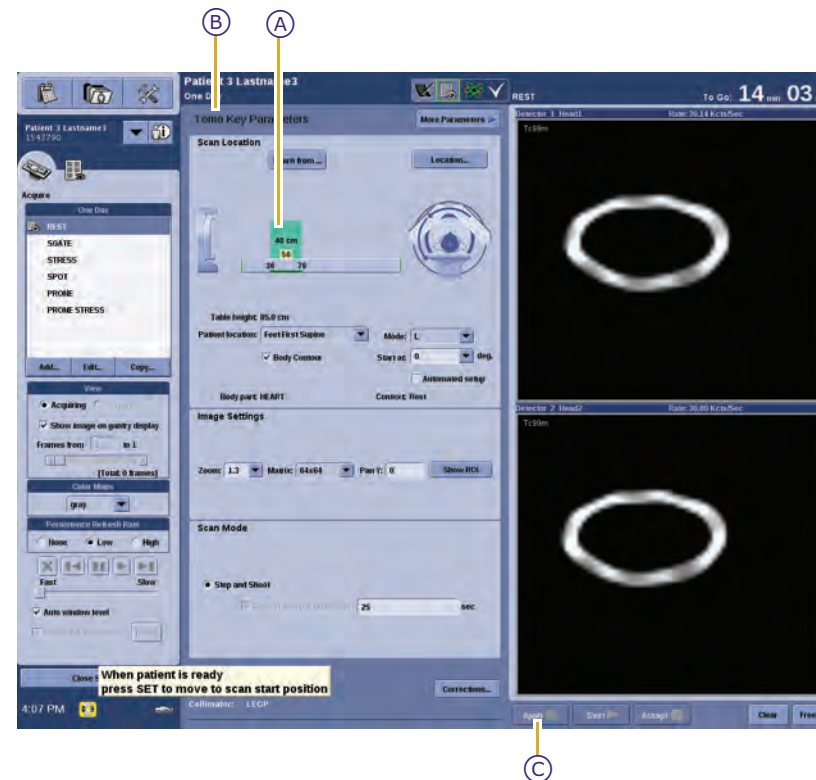 B
A
Patient 3 Lastname3
One Day
REST
To Go: 14 min 03
Patient 3 Lastname3
1543790
Acquire
One Day
REST
SGATE
STRESS
SPOT
PRONE
PRONE STRESS
Add...
Edit...
Copy...
View
Acquiring
Show image on gantry display
Frames from
to 1
[Total: 0 frames]
Color Maps
gray
Persistence Refresh Rate
None
Low
High
Fast
Slow
Auto window level
Close
4:07 PM
Tomo Key Parameters
More Parameters
Scan Location
from ...
Location...
40 cm
56
36 76
Table height: 85.0 cm
Patient location: Feet First Supine
Mode: L
Body Contour
Start at: 0 deg.
Automated setup
Body part: HEART
Context: Rest
Image Settings
Zoom: 1.3 Matrix: 64x64 Pan Y: 0 Show ROI
Scan Mode
Step and Shoot
25 sec.
When patient is ready
press SET to move to scan start position
Corrections...
Collimator: LEGP
Detector 1 Head1
Rate: 30.14 Kcts/Sec
Tc99m
Detector 2 Head2
Rate: 30.80 Kcts/Sec
Tc99m
Apply
Start
Accept
Clear
Free
C